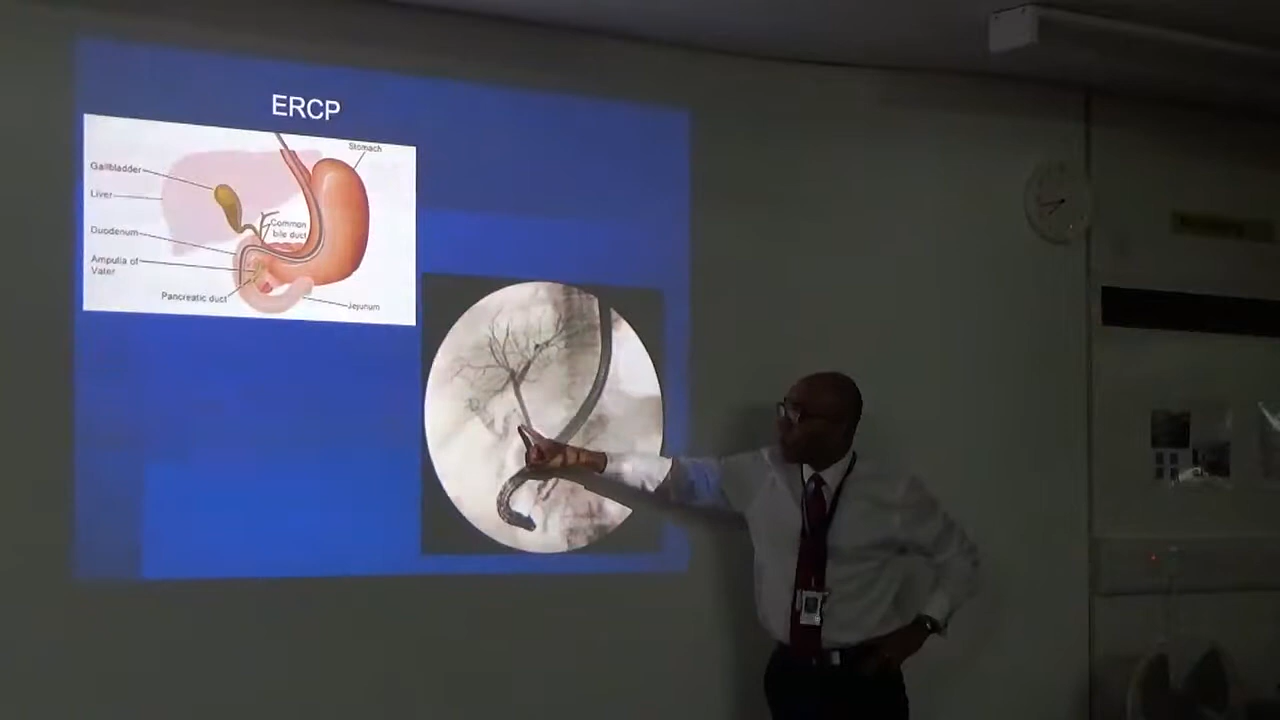 ERCP
Stomach
Gallbladder
Liver
Common
bile duct
Duodenum
Ampulla of
Vater
Pancreatic duct
Jejunum